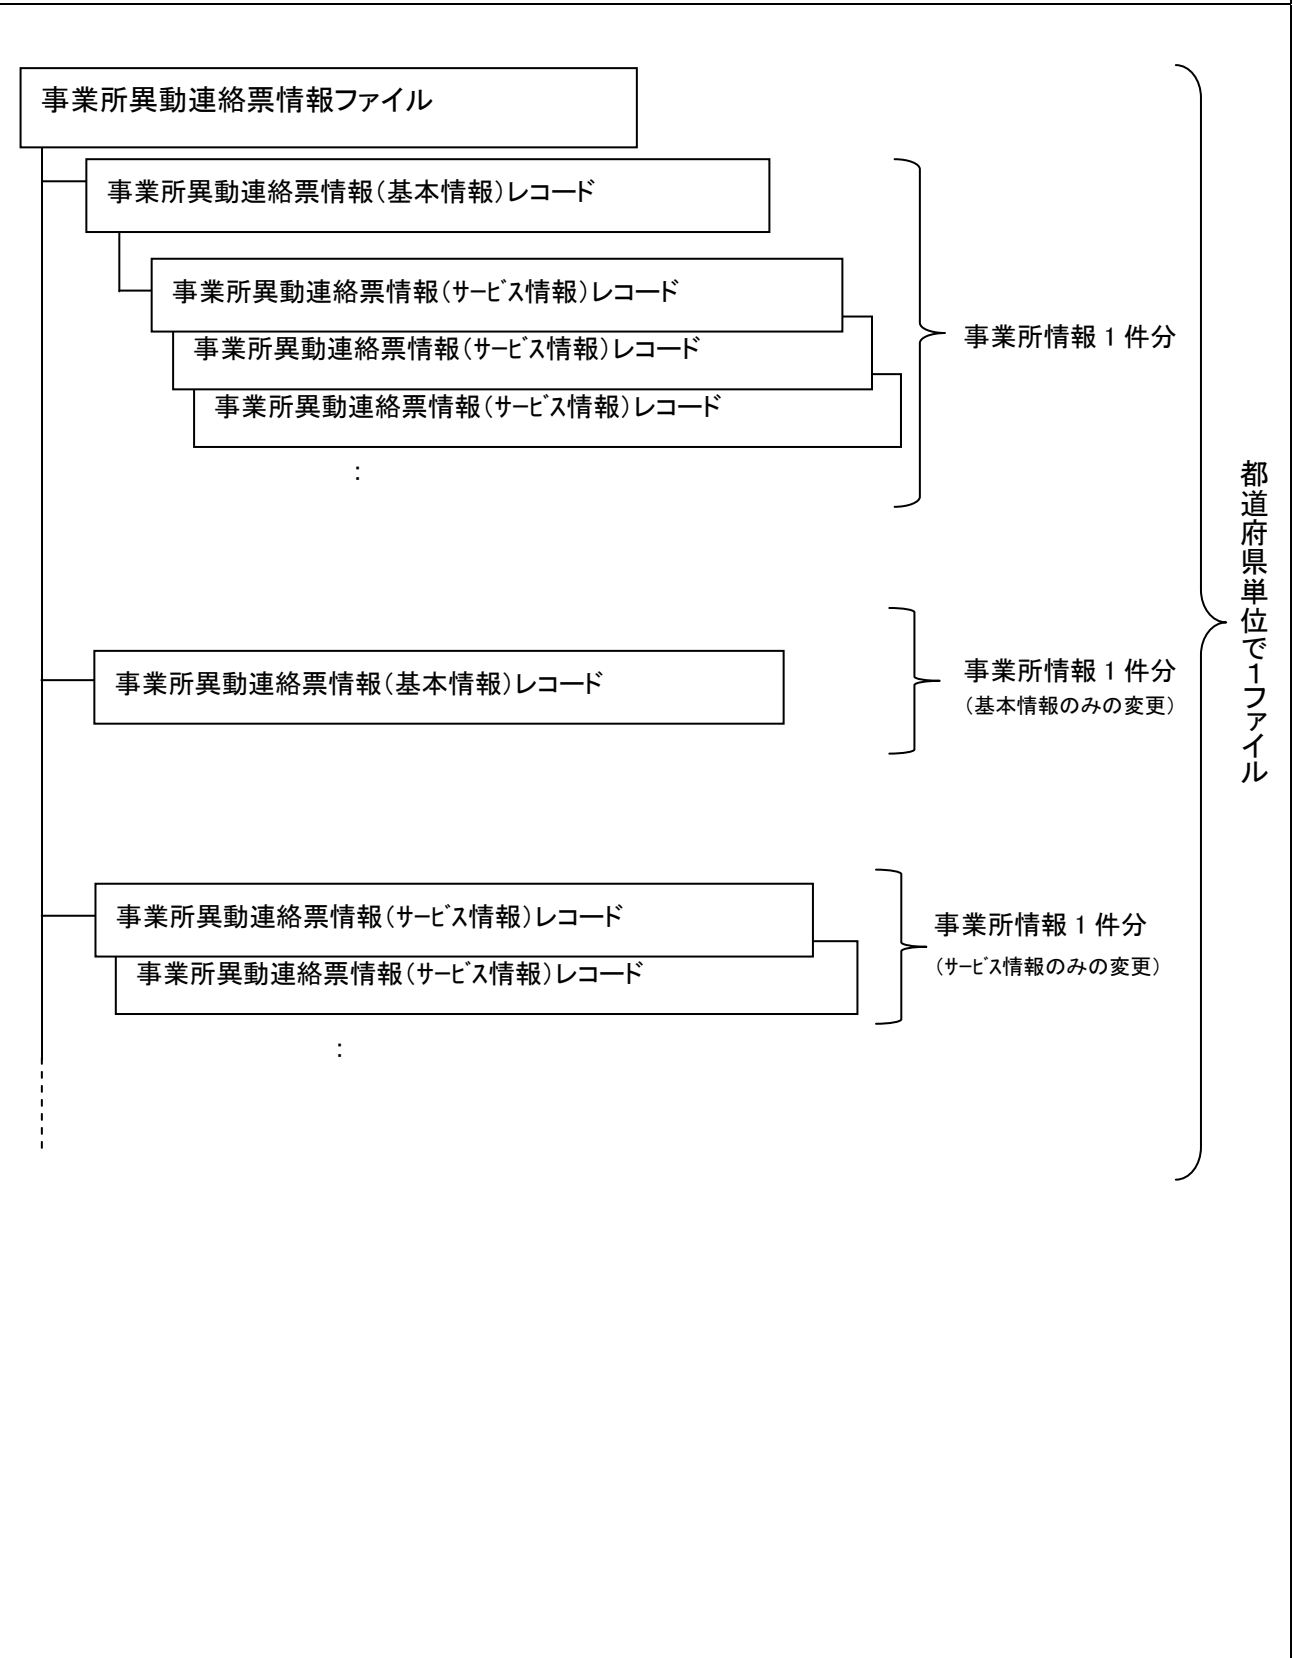 事業所異動連絡票情報ファイル
事業所異動連絡票情報(基本情報)レコード
事業所異動連絡票情報(ｻｰﾋﾞｽ情報)レコード
事業所異動連絡票情報(ｻｰﾋﾞｽ情報)レコード
事業所異動連絡票情報(ｻｰﾋﾞｽ情報)レコード
:
事業所情報1件分
事業所異動連絡票情報(基本情報)レコード
事業所情報1件分
(基本情報のみの変更)
事業所異動連絡票情報(ｻｰﾋﾞｽ情報)レコード
事業所異動連絡票情報(ｻｰﾋﾞｽ情報)レコード
:
事業所情報1件分
(ｻｰﾋﾞｽ情報のみの変更)
都道府県単位で1ファイル